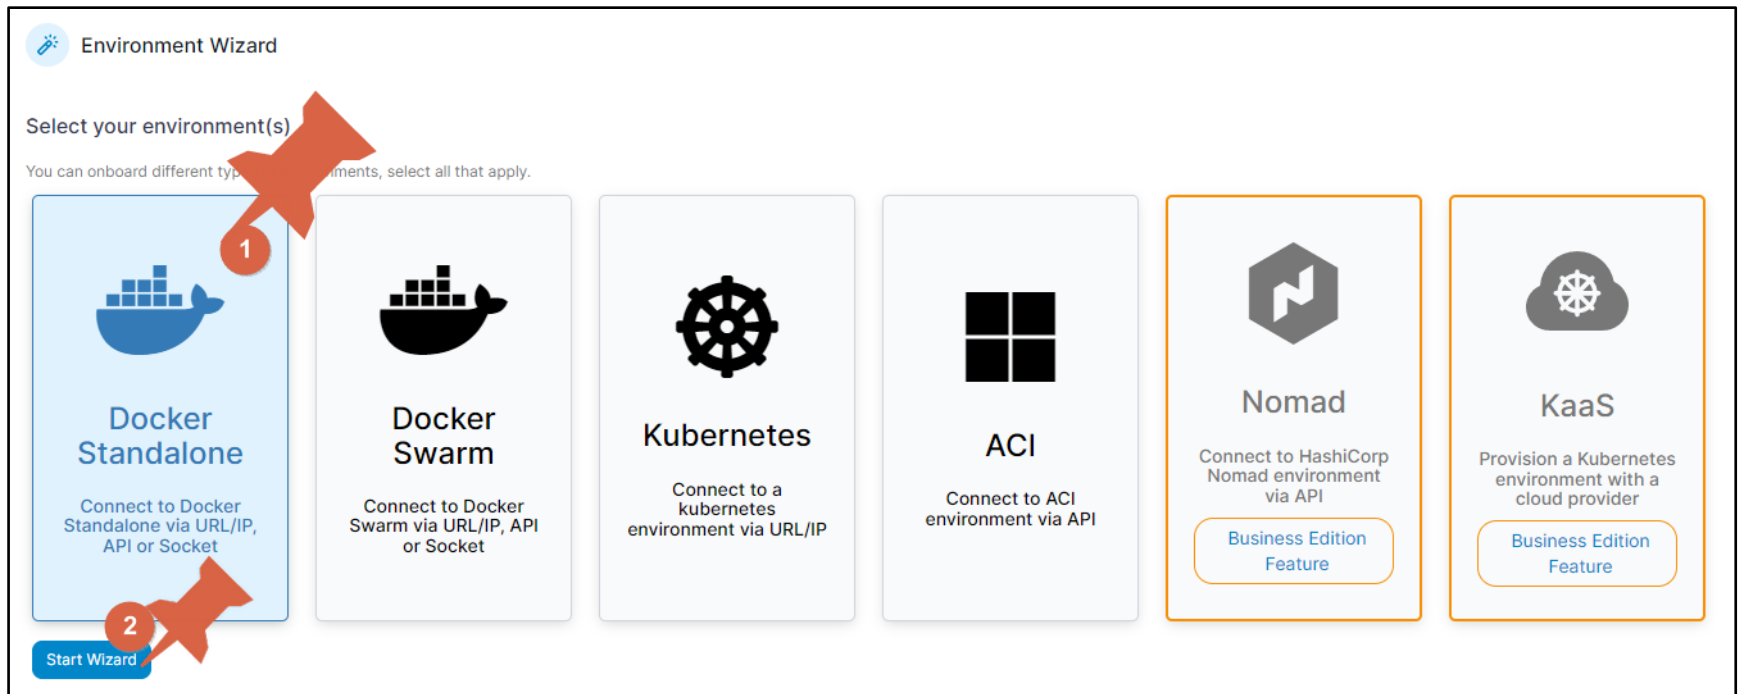 Environment Wizard
Select your environment(s)
You can onboard different typ ments, select all that apply.
1
Docker
Standalone
Connect to Docker
Standalone via URL/IP,
API or Socket
Docker
Swarm
Connect to Docker
Swarm via URL/IP, API
or Socket
Kubernetes
Connect to a
kubernetes
environment via URL/IP
ACI
Connect to ACI
environment via API
Nomad
Connect to HashiCorp
Nomad environment
via API
Business Edition
Feature
KaaS
Provision a Kubernetes
environment with a
cloud provider
Business Edition
Feature
2
Start Wizard